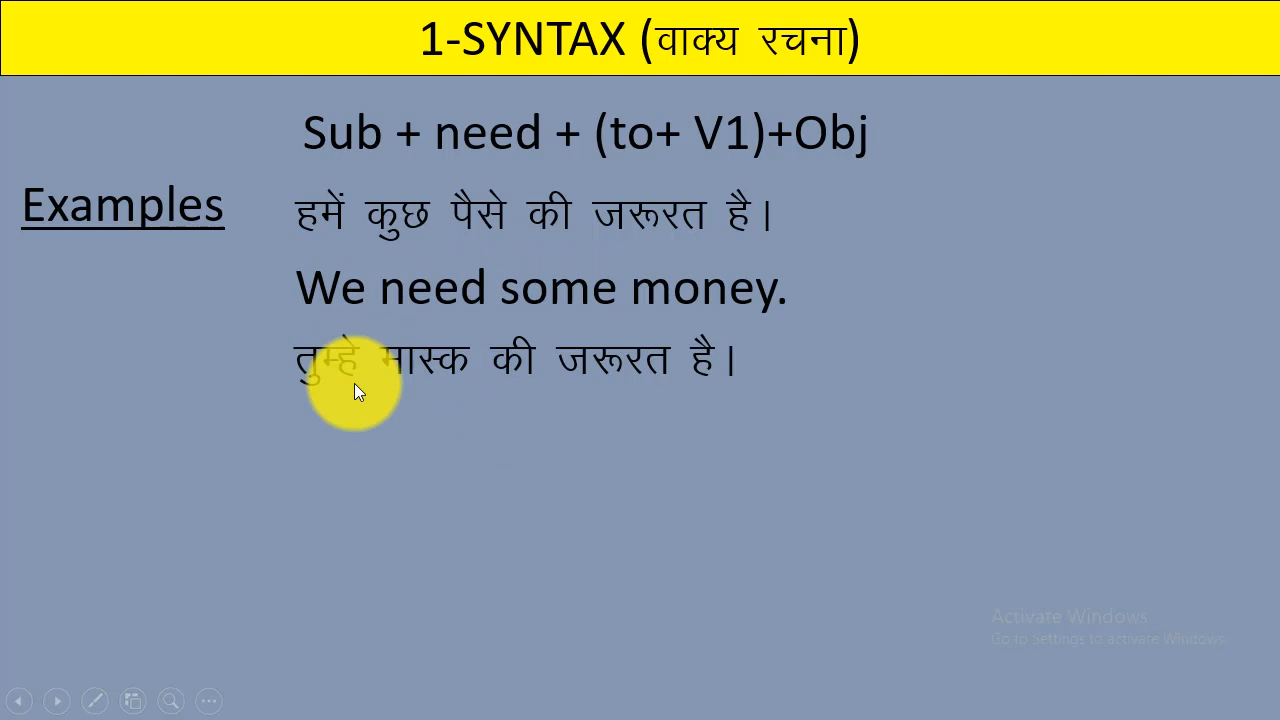 1-SYNTAX (वाक्य रचना)
Sub + need + (to+ V1)+Obj
Examples
हमें कुछ पैसे की जरूरत है।
We need some money.
तुम्हे मास्क की जरूरत है।
Activate Windows
Go to Settings to activate Windows.